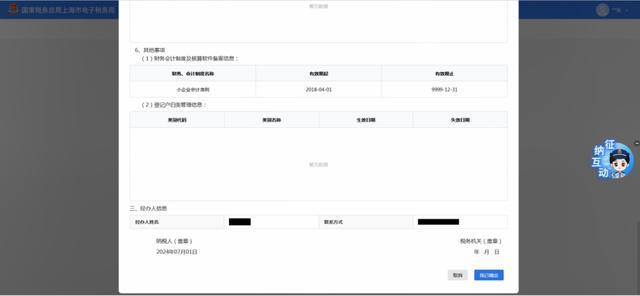 国家税务总局上海市电子税务局
暂无数据
6、其他事项
（1）财务会计制度及核算软件备案信息：
财务、会计制度名称 有效期起 有效期止
小企业会计准则 2018-04-01 9999-12-31
（2）登记户归类管理信息：
类别代码 类别名称 生效日期 失效日期
暂无数据
征纳互动
三、经办人信息
经办人姓名 联系方式
纳税人（盖章） 税务机关（盖章）
2024年07月01日 年 月 日
取消 我已确认